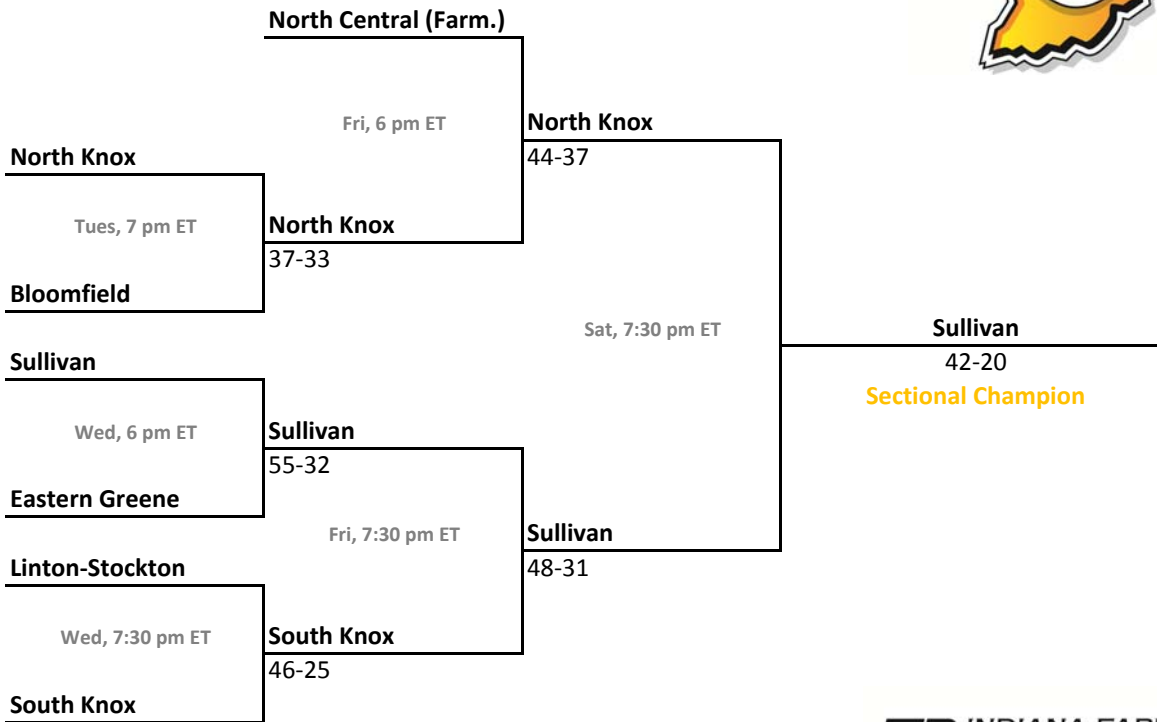 North Central (Farm.)
Fri, 6 pm ET
North Knox
44-37
North Knox
Tues, 7 pm ET
North Knox
37-33
Bloomfield
Sat, 7:30 pm ET
Sullivan
42-20
Sectional Champion
Sullivan
Wed, 6 pm ET
Sullivan
55-32
Eastern Greene
Fri, 7:30 pm ET
Sullivan
48-31
Linton-Stockton
Wed, 7:30 pm ET
South Knox
46-25
South Knox
INDIANA